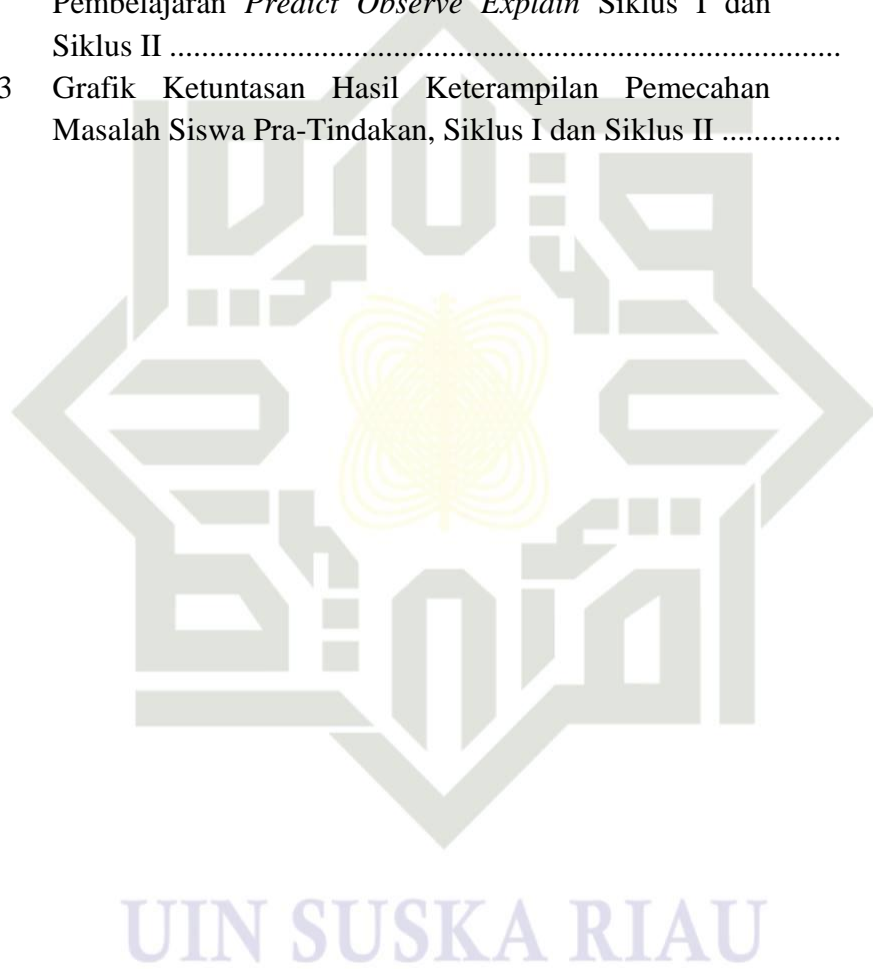 Pembelajaran Predict Observe Explain Siklus I dan
Siklus II .....................................................................................
3 Grafik Ketuntasan Hasil Keterampilan Pemecahan
Masalah Siswa Pra-Tindakan, Siklus I dan Siklus II ...............
UIN SUSKA RIAU